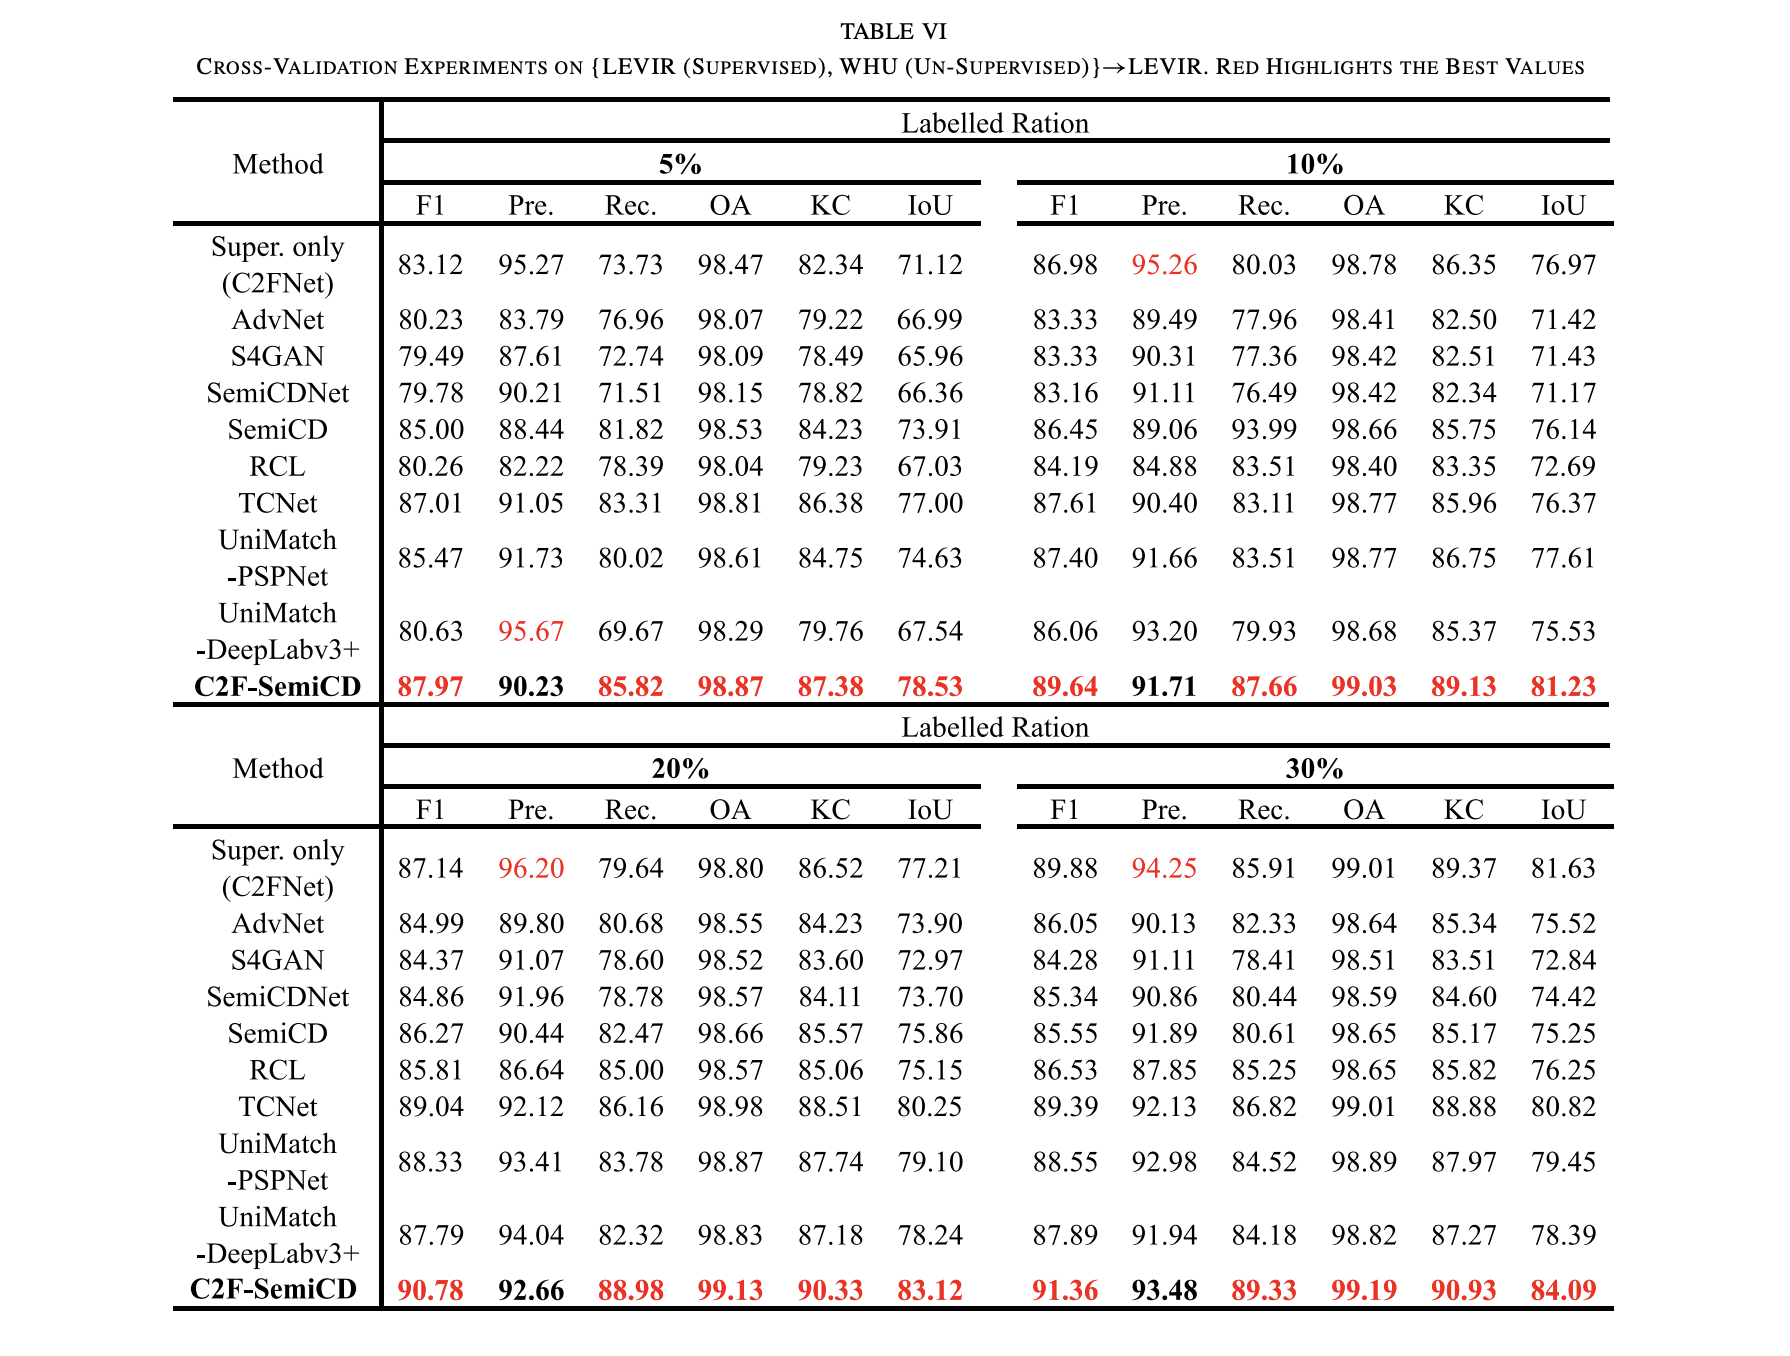 TABLE VI
CROSS-VALIDATION EXPERIMENTS ON {LEVIR (SUPERVISED), WHU (UN-SUPERVISED)}→LEVIR. RED HIGHLIGHTS THE BEST VALUES
Method
Labelled Ration
5% 10%
F1 Pre. Rec. OA KC IoU F1 Pre. Rec. OA KC IoU
Super. only
(C2FNet)
83.12 95.27 73.73 98.47 82.34 71.12 86.98 95.26 80.03 98.78 86.35 76.97
AdvNet 80.23 83.79 76.96 98.07 79.22 66.99 83.33 89.49 77.96 98.41 82.50 71.42
S4GAN 79.49 87.61 72.74 98.09 78.49 65.96 83.33 90.31 77.36 98.42 82.51 71.43
SemiCDNet 79.78 90.21 71.51 98.15 78.82 66.36 83.16 91.11 76.49 98.42 82.34 71.17
SemiCD 85.00 88.44 81.82 98.53 84.23 73.91 86.45 89.06 93.99 98.66 85.75 76.14
RCL 80.26 82.22 78.39 98.04 79.23 67.03 84.19 84.88 83.51 98.40 83.35 72.69
TCNet 87.01 91.05 83.31 98.81 86.38 77.00 87.61 90.40 83.11 98.77 85.96 76.37
UniMatch
-PSPNet
85.47 91.73 80.02 98.61 84.75 74.63 87.40 91.66 83.51 98.77 86.75 77.61
UniMatch
-DeepLabv3+
80.63 95.67 69.67 98.29 79.76 67.54 86.06 93.20 79.93 98.68 85.37 75.53
C2F-SemiCD 87.97 90.23 85.82 98.87 87.38 78.53 89.64 91.71 87.66 99.03 89.13 81.23
Method
Labelled Ration
20% 30%
F1 Pre. Rec. OA KC IoU F1 Pre. Rec. OA KC IoU
Super. only
(C2FNet)
87.14 96.20 79.64 98.80 86.52 77.21 89.88 94.25 85.91 99.01 89.37 81.63
AdvNet 84.99 89.80 80.68 98.55 84.23 73.90 86.05 90.13 82.33 98.64 85.34 75.52
S4GAN 84.37 91.07 78.60 98.52 83.60 72.97 84.28 91.11 78.41 98.51 83.51 72.84
SemiCDNet 84.86 91.96 78.78 98.57 84.11 73.70 85.34 90.86 80.44 98.59 84.60 74.42
SemiCD 86.27 90.44 82.47 98.66 85.57 75.86 85.55 91.89 80.61 98.65 85.17 75.25
RCL 85.81 86.64 85.00 98.57 85.06 75.15 86.53 87.85 85.25 98.65 85.82 76.25
TCNet 89.04 92.12 86.16 98.98 88.51 80.25 89.39 92.13 86.82 99.01 88.88 80.82
UniMatch
-PSPNet
88.33 93.41 83.78 98.87 87.74 79.10 88.55 92.98 84.52 98.89 87.97 79.45
UniMatch
-DeepLabv3+
87.79 94.04 82.32 98.83 87.18 78.24 87.89 91.94 84.18 98.82 87.27 78.39
C2F-SemiCD 90.78 92.66 88.98 99.13 90.33 83.12 91.36 93.48 89.33 99.19 90.93 84.09